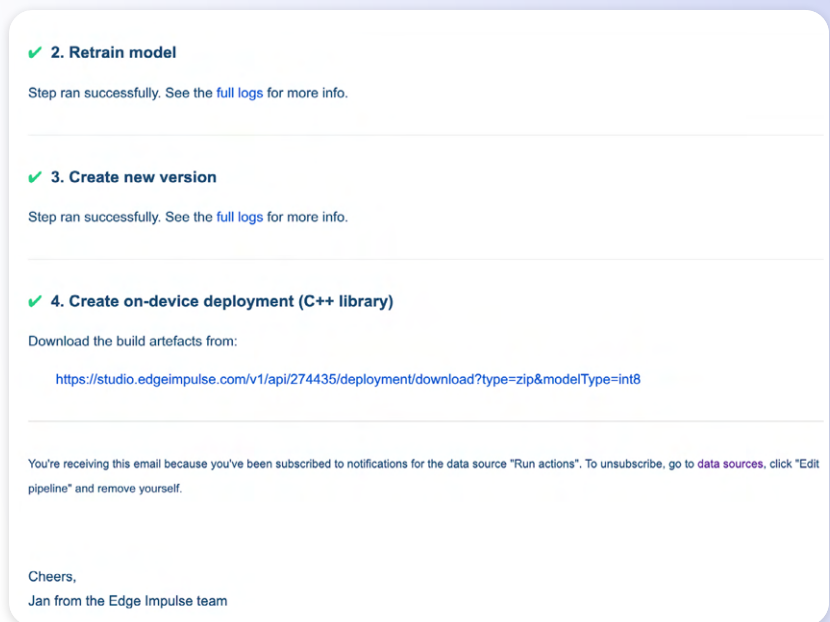 ✔ 2. Retrain model
Step ran successfully. See the full logs for more info.
✔ 3. Create new version
Step ran successfully. See the full logs for more info.
✔ 4. Create on-device deployment (C++ library)
Download the build artefacts from:
https://studio.edgeimpulse.com/v1/api/274435/deployment/download?type=zip&modelType=int8
You're receiving this email because you've been subscribed to notifications for the data source "Run actions". To unsubscribe, go to data sources, click "Edit
pipeline" and remove yourself.
Cheers,
Jan from the Edge Impulse team